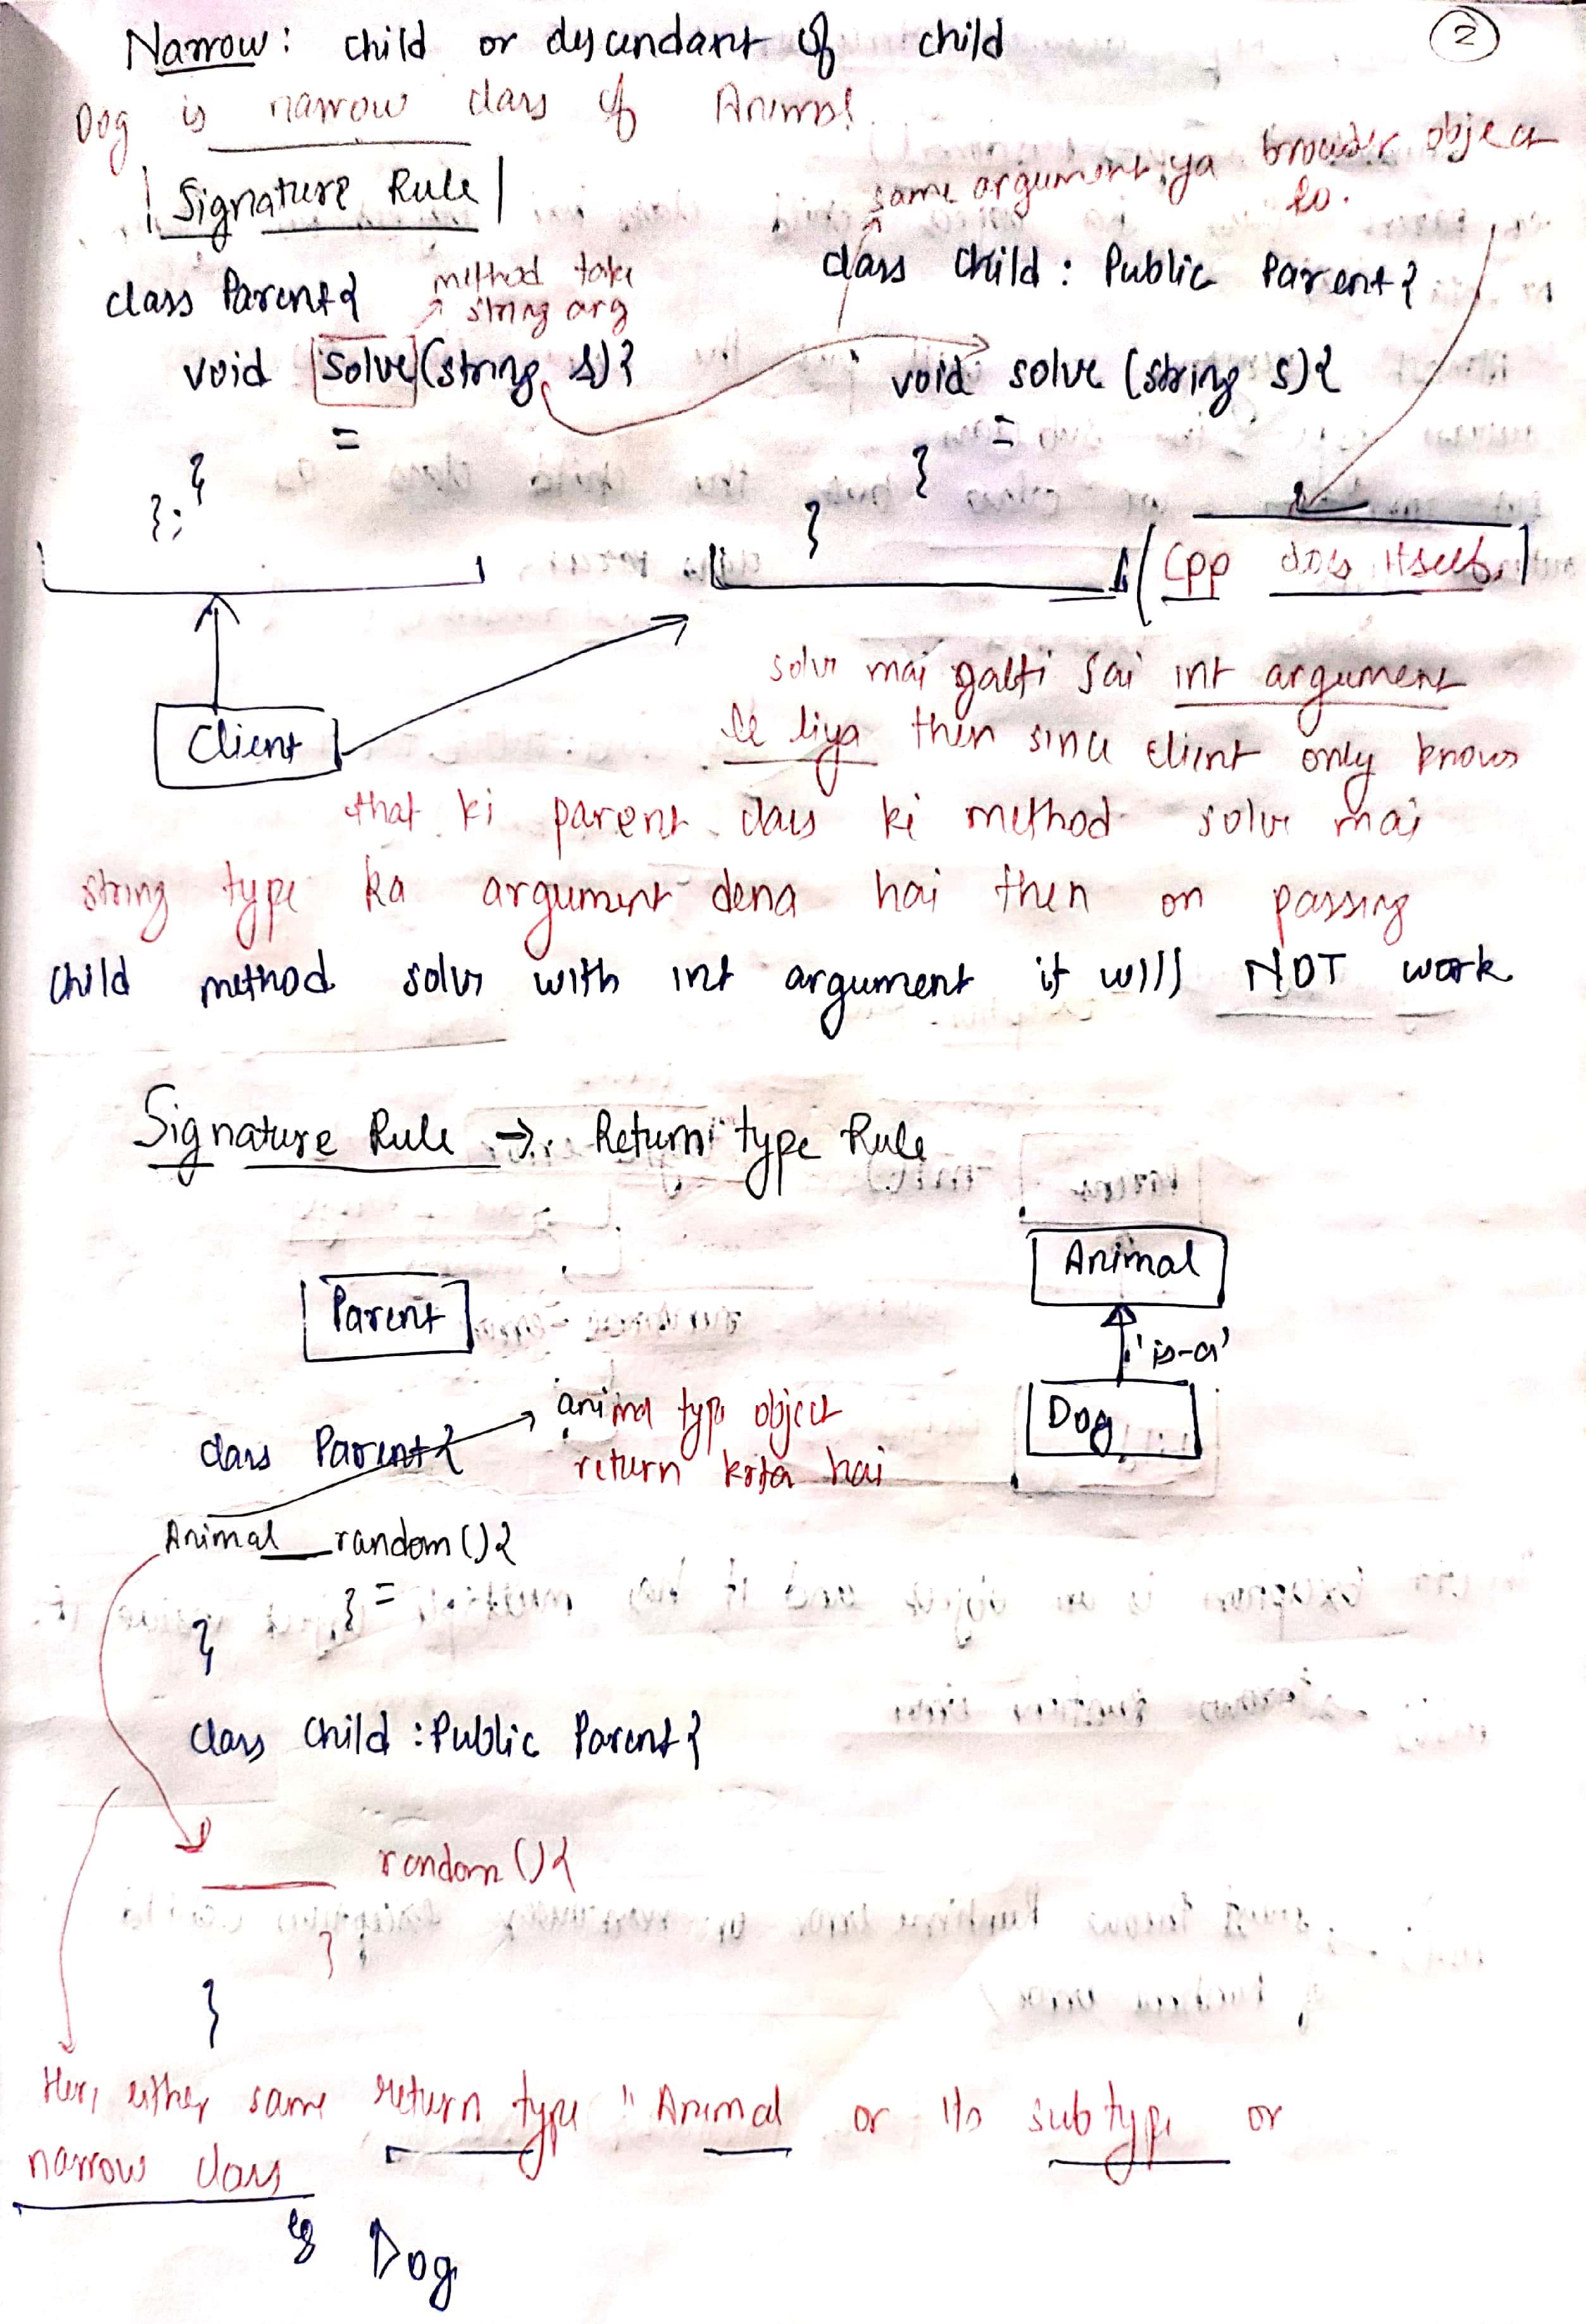 2
Narrow: child or descendant of child
Dog is narrow class of Animal.
Signature Rule
same argument ya broader object
lo.
method take
string arg
class Parent{
void solve(string s){
=
}
};
class Child: Public Parent{
void solve (string s){
=
}
}
(Cpp does itself.
Client
solve mai galti sai int argument
le liya then since client only knows
that ki parent class ki method solve mai
string type ka argument dena hai then on passing
child method solve with int argument it will NOT work
Signature Rule → Return type Rule
Parent
Animal
'is-a'
Dog
animal type object
return krta hai
class Parent{
Animal random(){
} =
}
class Child :Public Parent{
random(){
}
}
Here, either same return type "Animal or its subtype or
narrow class
eg Dog